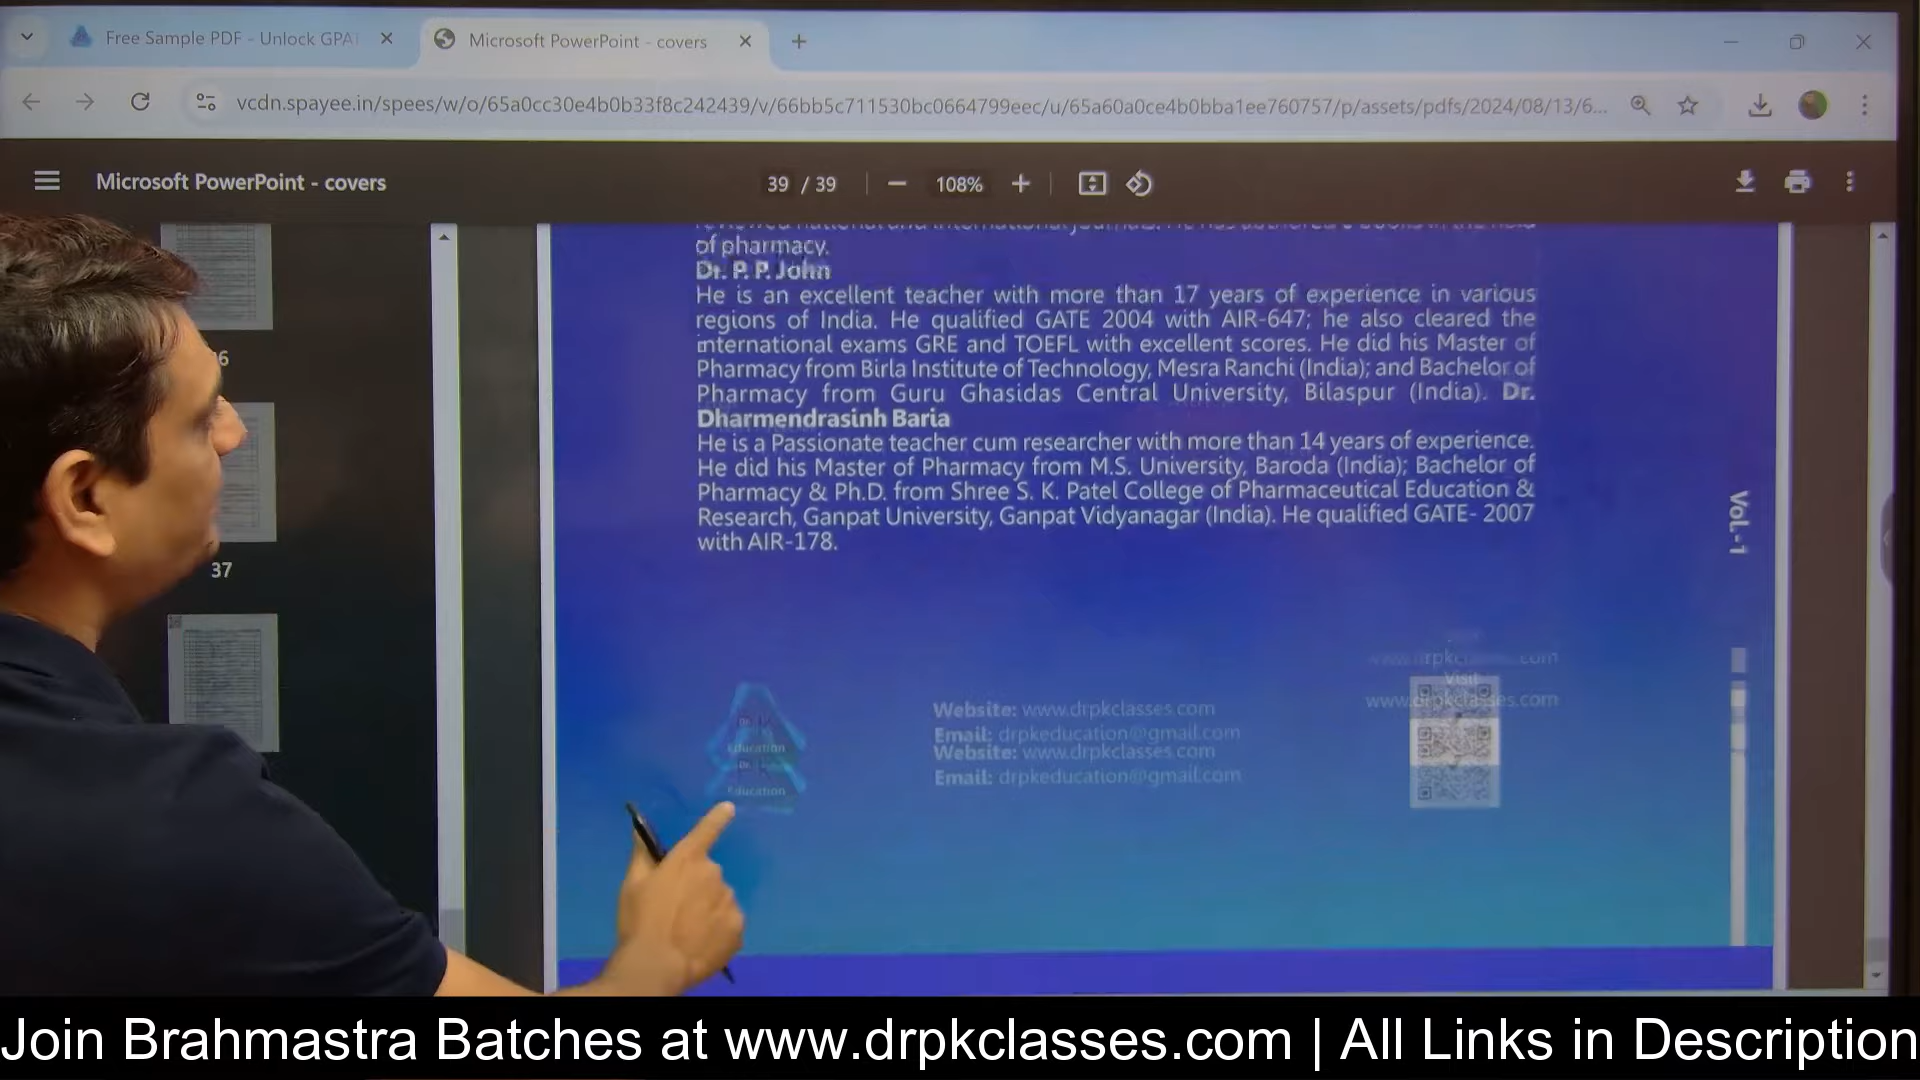 Free Sample PDF - Unlock GPA
Microsoft PowerPoint - covers
vcdn.spayee.in/spees/w/o/65a0cc30e4b0b33f8c242439/v/66bb5c711530bc0664799eec/u/65a60a0ce4b0bba1ee760757/p/assets/pdfs/2024/08/13/6...
Microsoft PowerPoint - covers
39 / 39
108%
37
of pharmacy.
Dr. P. P. John
He is an excellent teacher with more than 17 years of experience in various
regions of India. He qualified GATE 2004 with AIR-647; he also cleared the
international exams GRE and TOEFL with excellent scores. He did his Master of
Pharmacy from Birla Institute of Technology, Mesra Ranchi (India); and Bachelor of
Pharmacy from Guru Ghasidas Central University, Bilaspur (India). Dr.
Dharmendrasinh Baria
He is a Passionate teacher cum researcher with more than 14 years of experience.
He did his Master of Pharmacy from M.S. University, Baroda (India); Bachelor of
Pharmacy & Ph.D. from Shree S. K. Patel College of Pharmaceutical Education &
Research, Ganpat University, Ganpat Vidyanagar (India). He qualified GATE- 2007
with AIR-178.
Vol.-1
Education
Education
Website: www.drpkclasses.com
Email: drpkeducation@gmail.com
Website: www.drpkclasses.com
Email: drpkeducation@gmail.com
Visit
www.drpkclasses.com
Join Brahmastra Batches at www.drpkclasses.com | All Links in Description